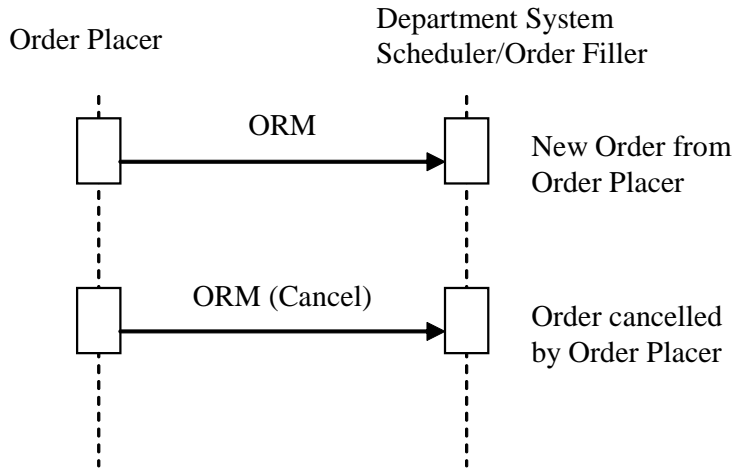 Order Placer
Department System
Scheduler/Order Filler
ORM
New Order from
Order Placer
ORM (Cancel)
Order cancelled
by Order Placer